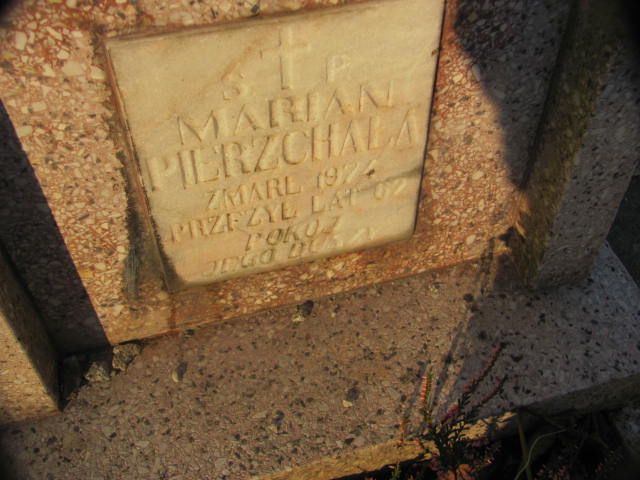 Ś P
MARIAN
PIERZCHAŁA
ZMARŁ 1974
PRZEŻYŁ LAT 62
POKÓJ
JEGO DUSZY